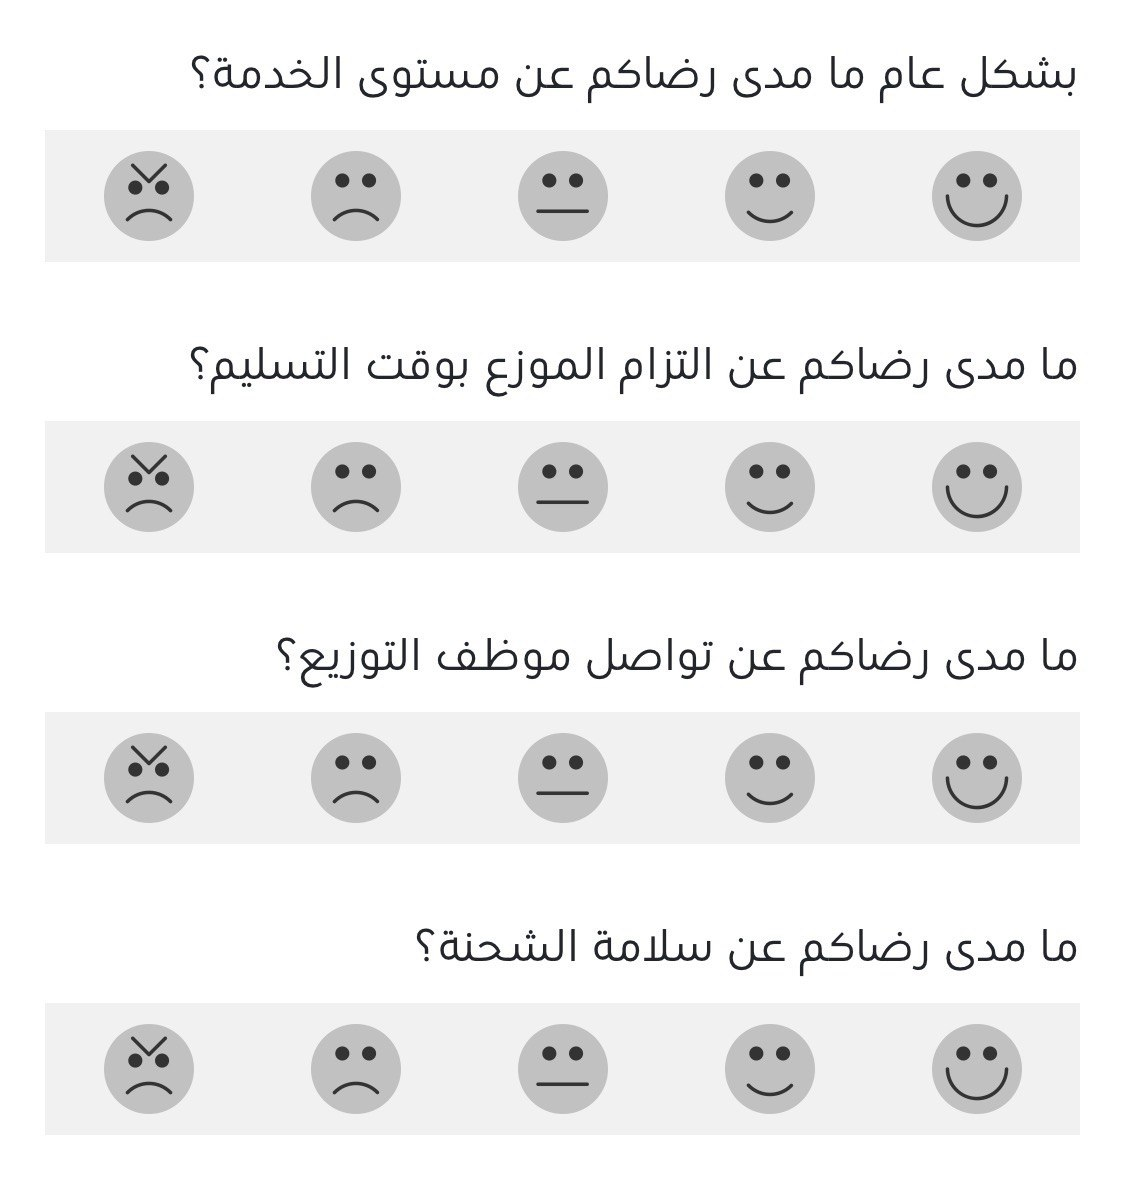 بشكل عام ما مدى رضاكم عن مستوى الخدمة؟
ما مدى رضاكم عن التزام الموزع بوقت التسليم؟
ما مدى رضاكم عن تواصل موظف التوزيع؟
ما مدى رضاكم عن سلامة الشحنة؟